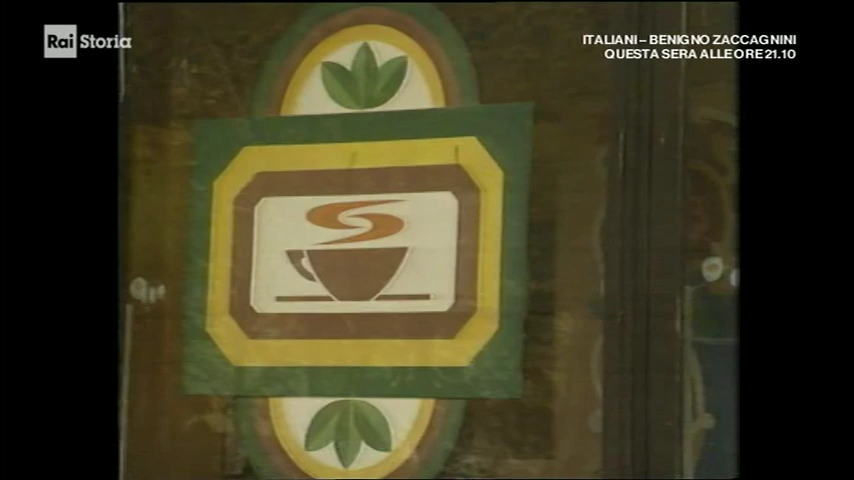 Rai Storia
ITALIANI – BENIGNO ZACCAGNINI
QUESTA SERA ALLE ORE 21.10